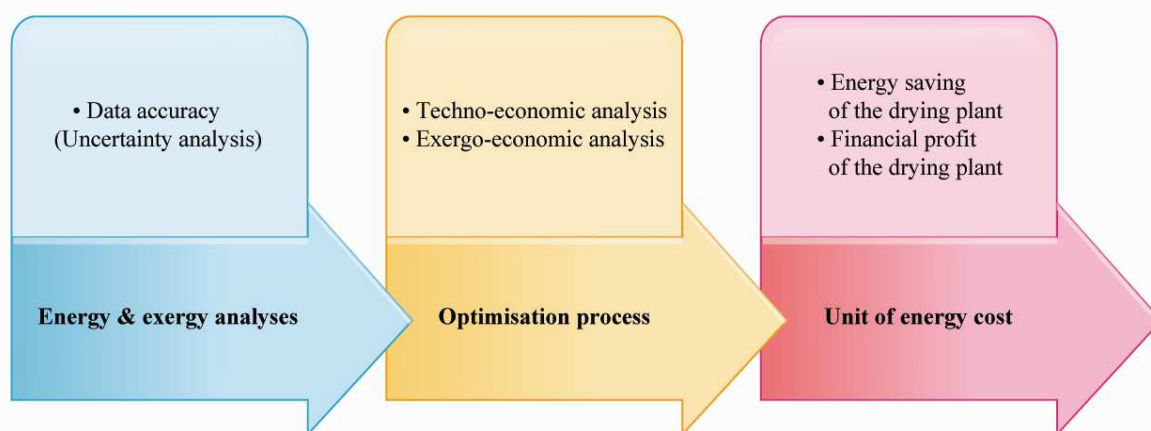 • Data accuracy
(Uncertainty analysis)
Energy & exergy analyses
• Techno-economic analysis
• Exergo-economic analysis
Optimisation process
• Energy saving
of the drying plant
• Financial profit
of the drying plant
Unit of energy cost